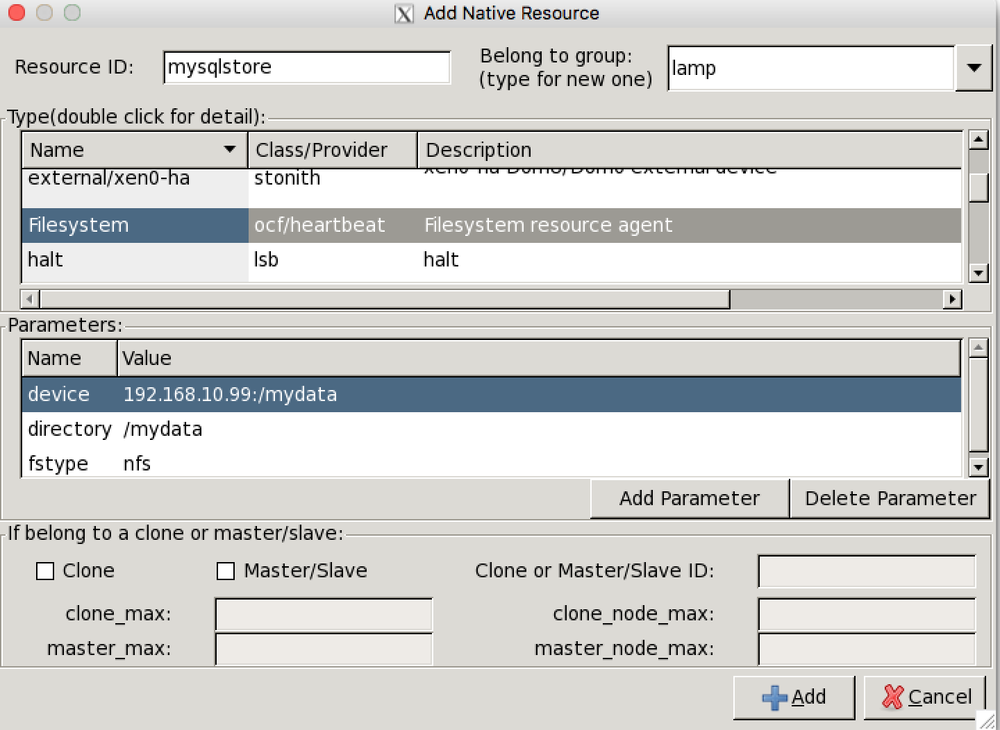 Add Native Resource
Resource ID: mysqlstore
Belong to group:
(type for new one) lamp
Type(double click for detail):
Name Class/Provider Description
external/xen0-ha stonith
Filesystem ocf/heartbeat Filesystem resource agent
halt lsb halt
Parameters:
Name Value
device 192.168.10.99:/mydata
directory /mydata
fstype nfs
Add Parameter Delete Parameter
If belong to a clone or master/slave:
Clone Master/Slave Clone or Master/Slave ID:
clone_max: clone_node_max:
master_max: master_node_max:
Add Cancel